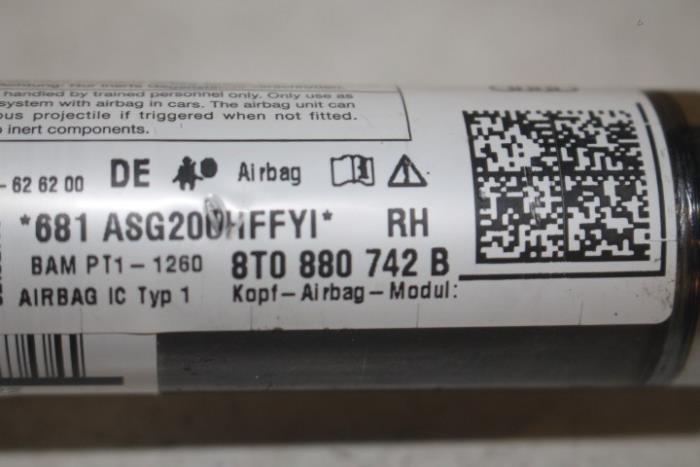 handled by trained personnel only. Only use as
system with airbag in cars. The airbag unit can
ous projectile if triggered when not fitted.
inert components.
- 62 62 00 DE Airbag
*681 ASG200HFFYI* RH
BAM PT1-1260 8T0 880 742 B
AIRBAG IC Typ 1 Kopf-Airbag-Modul: